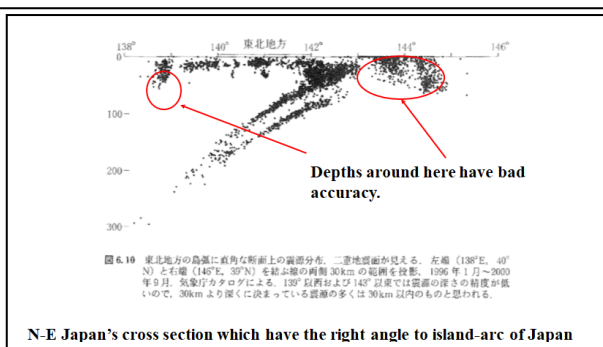 東北地方
138° 140° 142° 144° 146°
0
100
200
300
Depths around here have bad
accuracy.
図6.10 東北地方の島弧に直角な断面上の震源分布.二重地震面が見える.左端(138°E, 40°
N)と右端(146°E, 39°N)を結ぶ線の両側30kmの範囲を投影.1996年1月〜2000
年9月.気象庁カタログによる.139°以西および143°以東では震源の深さの精度が低
いので,30kmより深くに決まっている震源の多くは30km以内のものと思われる.
N-E Japan's cross section which have the right angle to island-arc of Japan